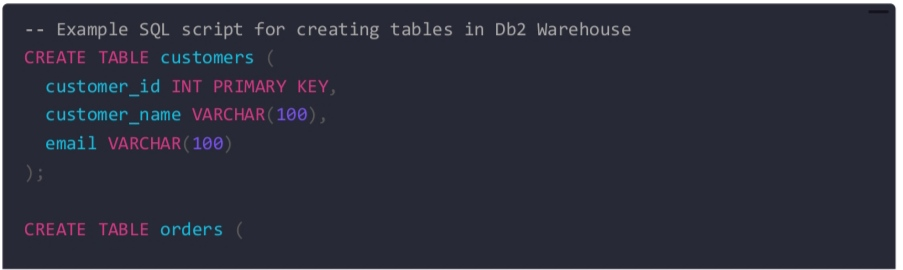 -- Example SQL script for creating tables in Db2 Warehouse
CREATE TABLE customers (
  customer_id INT PRIMARY KEY,
  customer_name VARCHAR(100),
  email VARCHAR(100)
);

CREATE TABLE orders (